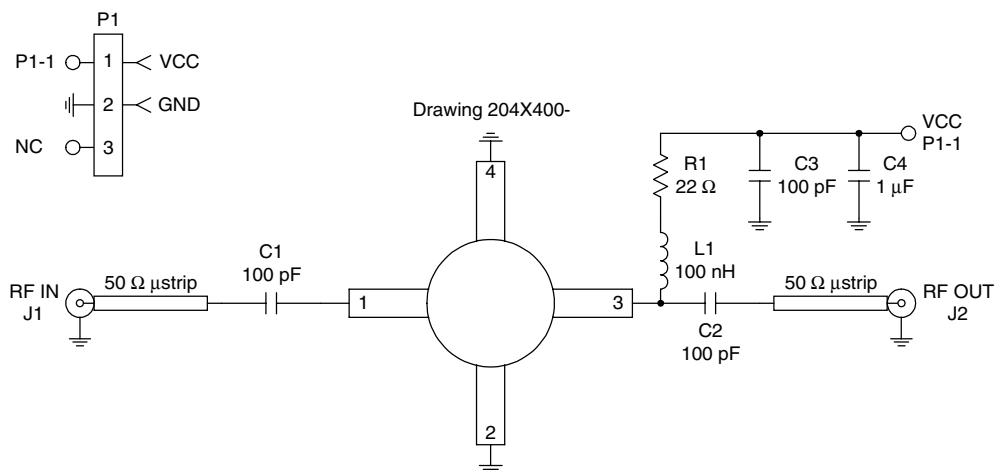 P1
P1-1
1
VCC
2
GND
NC
3
Drawing 204X400-
4
VCC
P1-1
R1
22 Ω
C3
100 pF
C4
1 µF
C1
100 pF
L1
100 nH
RF IN
J1
50 Ω µstrip
1
3
50 Ω µstrip
RF OUT
J2
C2
100 pF
2